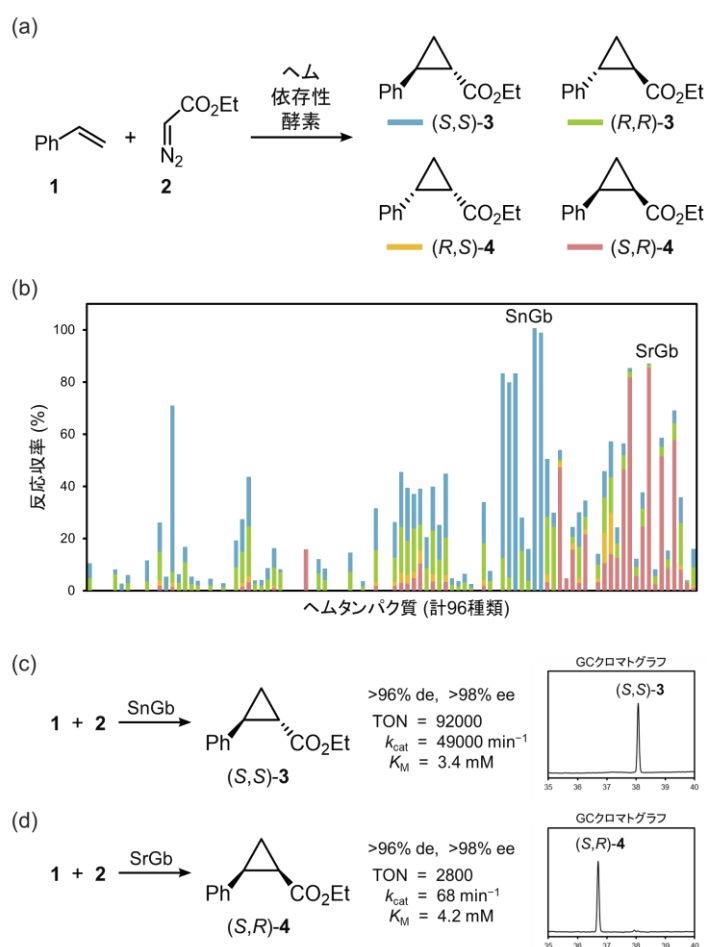 (a)
Ph
1
+
CO₂Et
N₂
2
ヘム
依存性
酵素
Ph
CO₂Et
(S,S)-3
Ph
CO₂Et
(R,R)-3
Ph
CO₂Et
(R,S)-4
Ph
CO₂Et
(S,R)-4
(b)
反応収率 (%)
100
80
60
40
20
0
SnGb
SrGb
ヘムタンパク質 (計96種類)
(c)
1 + 2
SnGb
Ph
CO₂Et
(S,S)-3
>96% de, >98% ee
TON = 92000
kcat = 49000 min⁻¹
KM = 3.4 mM
GCクロマトグラフ
(S,S)-3
35 36 37 38 39 40
(d)
1 + 2
SrGb
Ph
CO₂Et
(S,R)-4
>96% de, >98% ee
TON = 2800
kcat = 68 min⁻¹
KM = 4.2 mM
GCクロマトグラフ
(S,R)-4
35 36 37 38 39 40